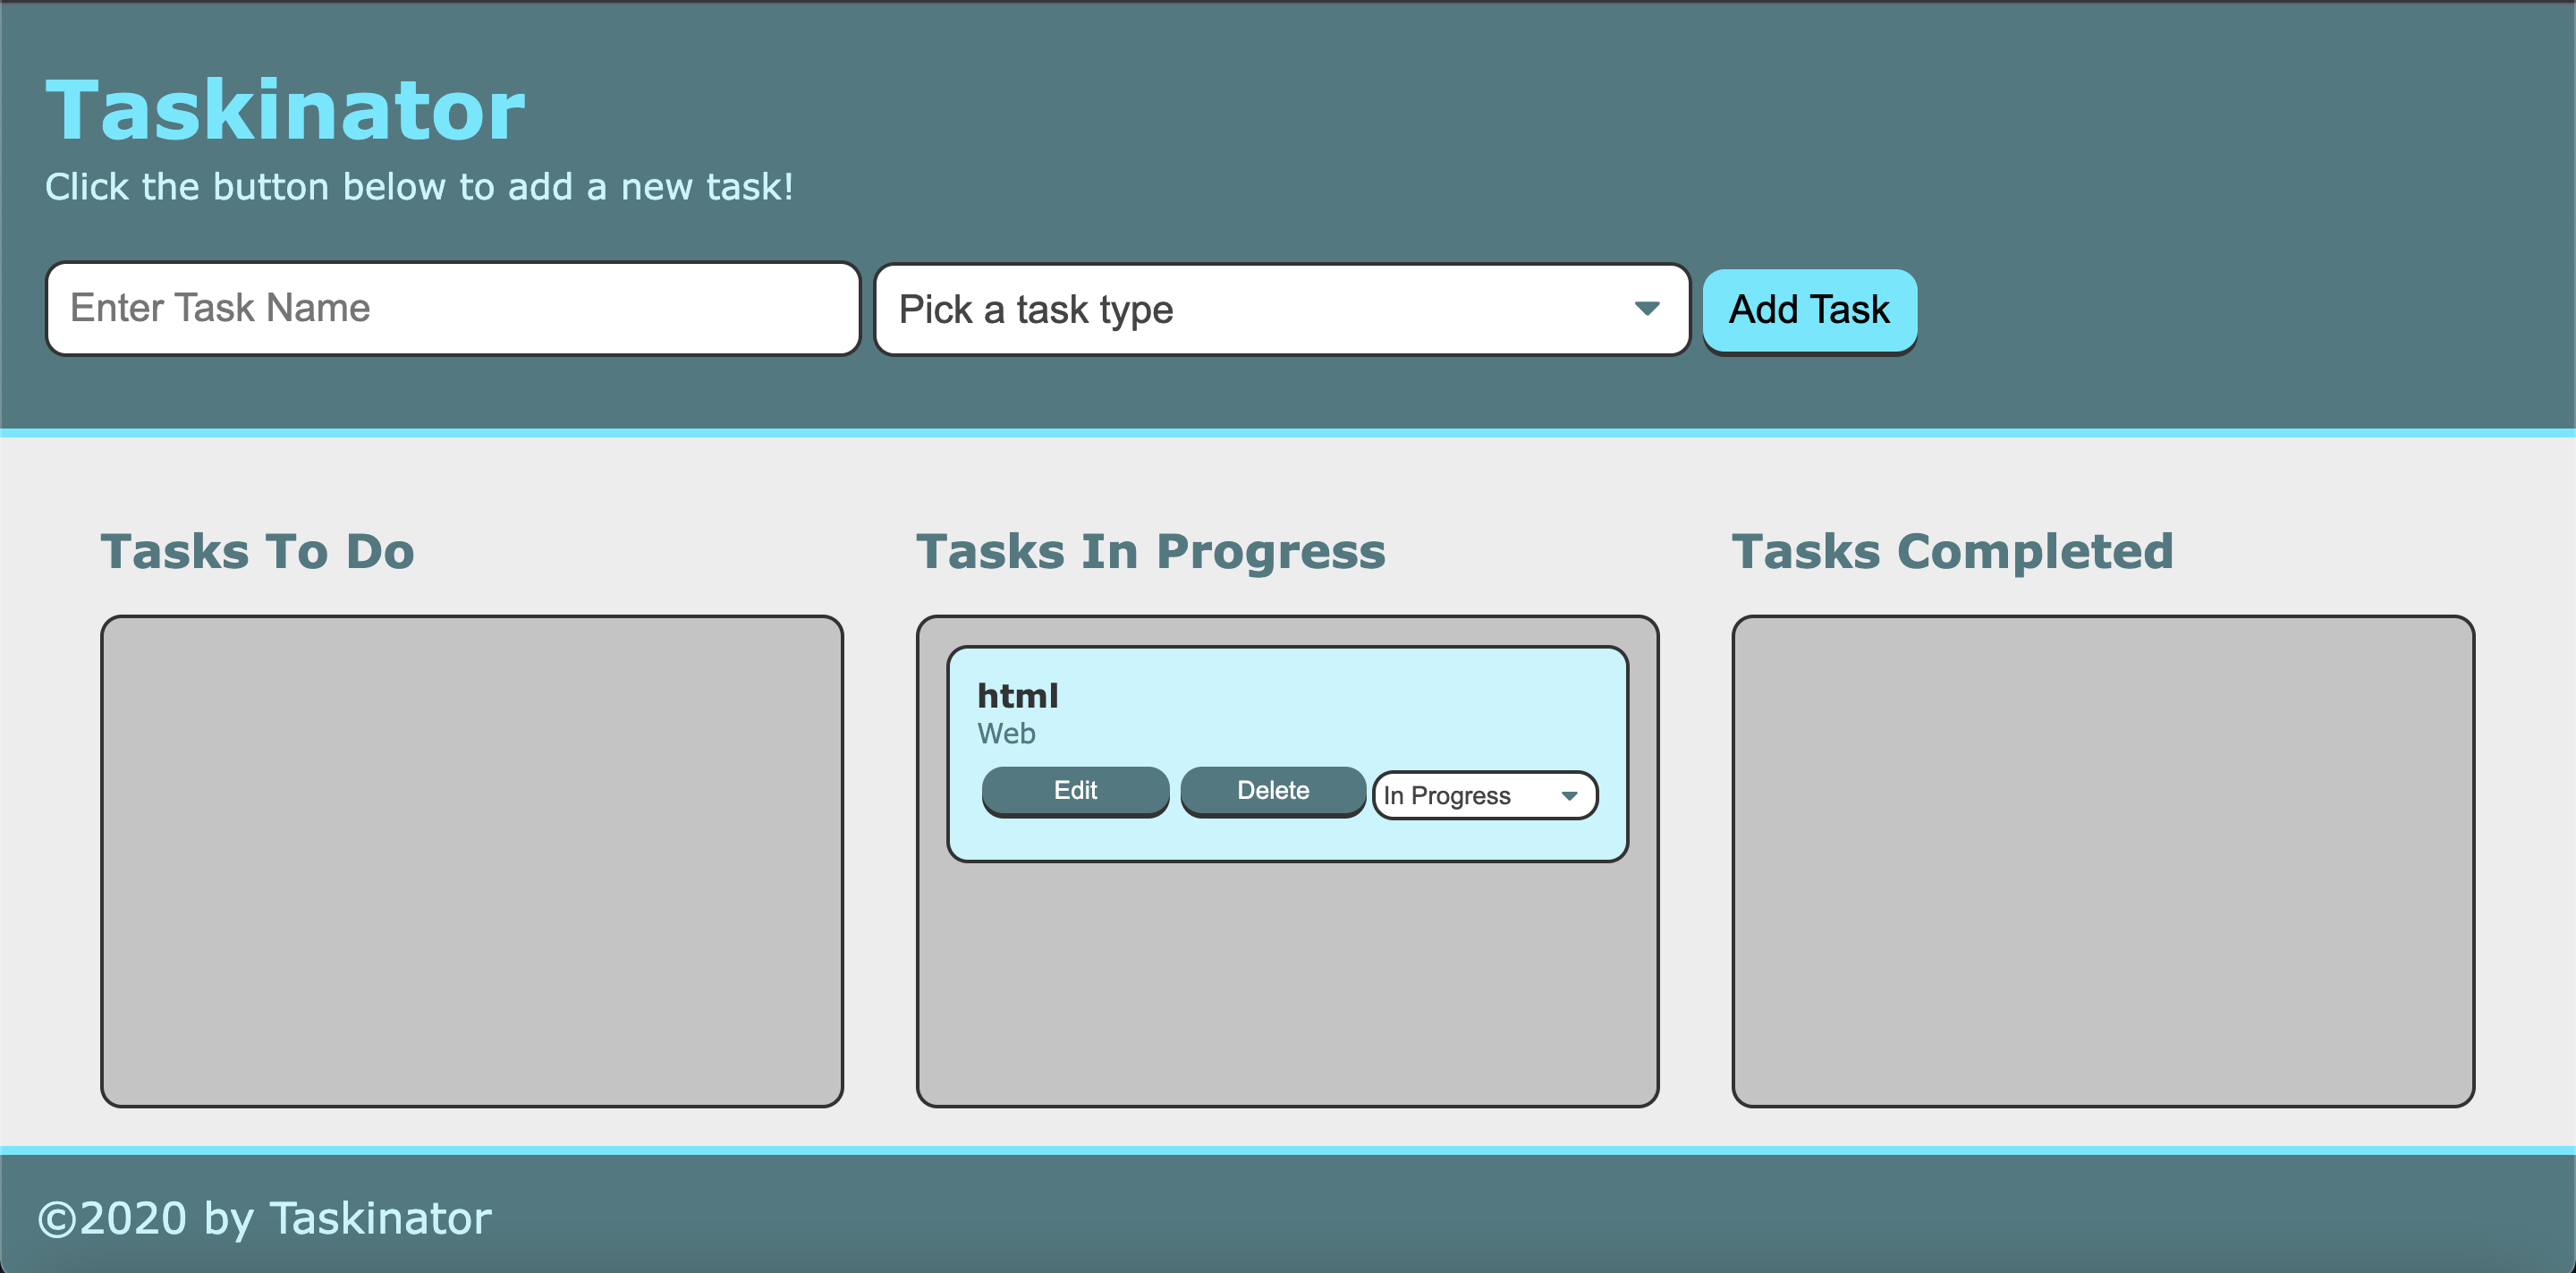 Taskinator
Click the button below to add a new task!
Enter Task Name
Pick a task type
Add Task
Tasks To Do
Tasks In Progress
Tasks Completed
html
Web
Edit
Delete
In Progress
©2020 by Taskinator